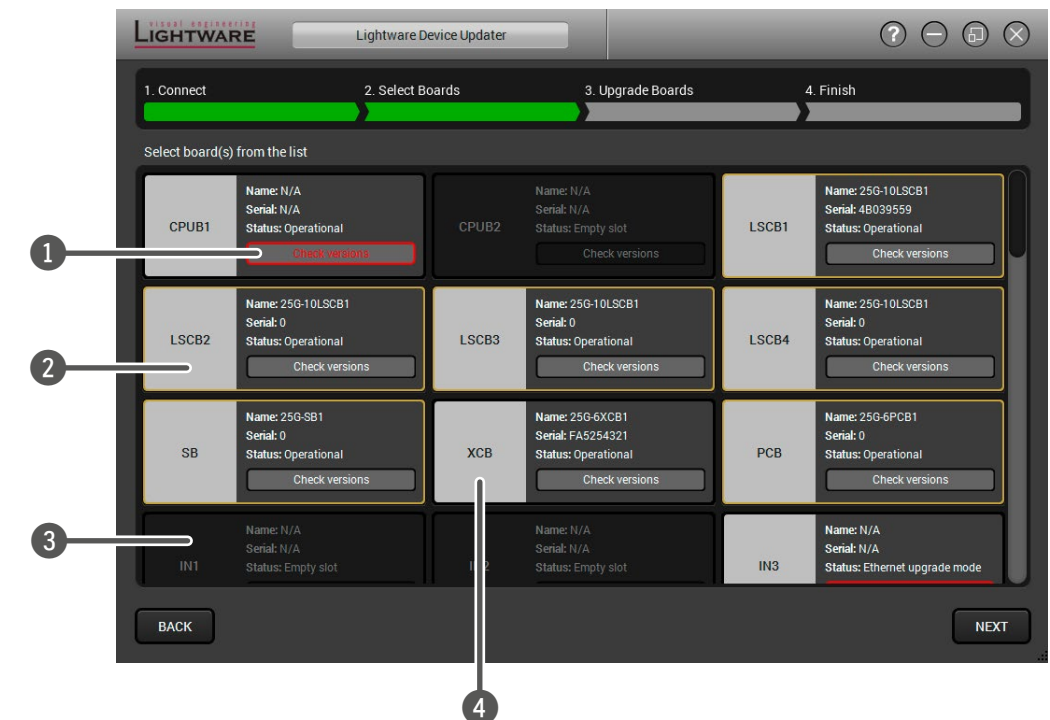 visual engineering
LIGHTWARE
Lightware Device Updater
?
1. Connect
2. Select Boards
3. Upgrade Boards
4. Finish
Select board(s) from the list
CPUB1
Name: N/A
Serial: N/A
Status: Operational
Check versions
CPUB2
Name: N/A
Serial: N/A
Status: Empty slot
Check versions
LSCB1
Name: 25G-10LSCB1
Serial: 4B039559
Status: Operational
Check versions
LSCB2
Name: 25G-10LSCB1
Serial: 0
Status: Operational
Check versions
LSCB3
Name: 25G-10LSCB1
Serial: 0
Status: Operational
Check versions
LSCB4
Name: 25G-10LSCB1
Serial: 0
Status: Operational
Check versions
SB
Name: 25G-SB1
Serial: 0
Status: Operational
Check versions
XCB
Name: 25G-6XCB1
Serial: FA5254321
Status: Operational
Check versions
PCB
Name: 25G-6PCB1
Serial: 0
Status: Operational
Check versions
IN1
Name: N/A
Serial: N/A
Status: Empty slot
Name: N/A
Serial: N/A
Status: Empty slot
IN3
Name: N/A
Serial: N/A
Status: Ethernet upgrade mode
BACK
NEXT
1
2
3
4